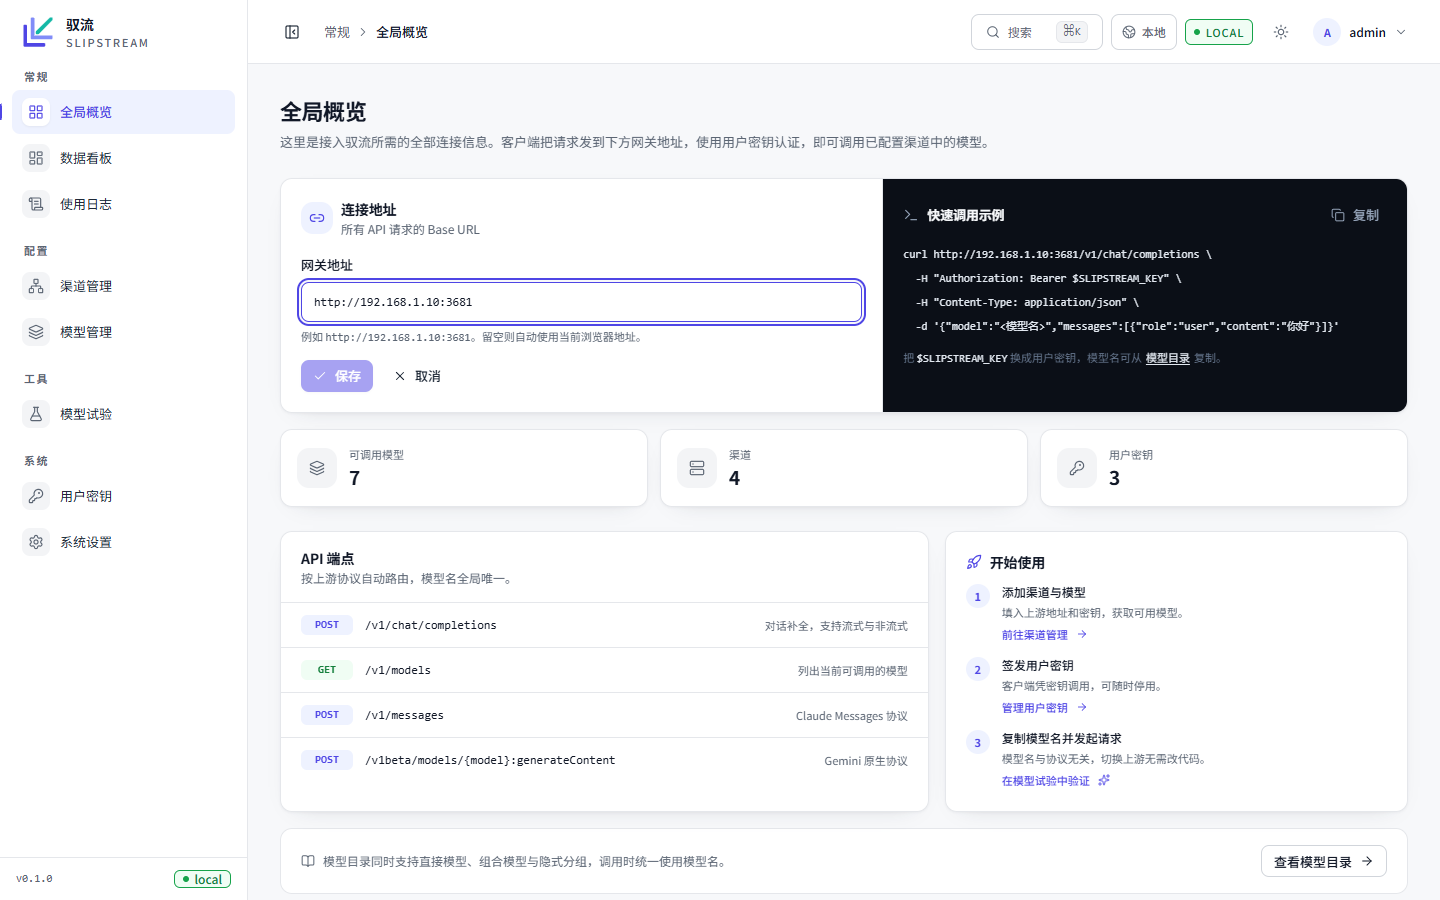 驭流
SLIPSTREAM
常规
全局概览
数据看板
使用日志
配置
渠道管理
模型管理
工具
模型试验
系统
用户密钥
系统设置
v0.1.0
local
常规 > 全局概览
搜索 ⌘K
本地
LOCAL
A admin
全局概览
这里是接入驭流所需的全部连接信息。客户端把请求发到下方网关地址，使用用户密钥认证，即可调用已配置渠道中的模型。
连接地址
所有 API 请求的 Base URL
网关地址
http://192.168.1.10:3681
例如 http://192.168.1.10:3681。留空则自动使用当前浏览器地址。
保存
取消
快速调用示例
复制
curl http://192.168.1.10:3681/v1/chat/completions \
-H "Authorization: Bearer $SLIPSTREAM_KEY" \
-H "Content-Type: application/json" \
-d '{"model":"<模型名>","messages":[{"role":"user","content":"你好"}]}'
把 $SLIPSTREAM_KEY 换成用户密钥，模型名可从 模型目录 复制。
可调用模型
7
渠道
4
用户密钥
3
API 端点
按上游协议自动路由，模型名全局唯一。
POST /v1/chat/completions 对话补全，支持流式与非流式
GET /v1/models 列出当前可调用的模型
POST /v1/messages Claude Messages 协议
POST /v1beta/models/{model}:generateContent Gemini 原生协议
开始使用
1 添加渠道与模型
填入上游地址和密钥，获取可用模型。
前往渠道管理 →
2 签发用户密钥
客户端凭密钥调用，可随时停用。
管理用户密钥 →
3 复制模型名并发起请求
模型名与协议无关，切换上游无需改代码。
在模型试验中验证
模型目录同时支持直接模型、组合模型与隐式分组，调用时统一使用模型名。
查看模型目录 →